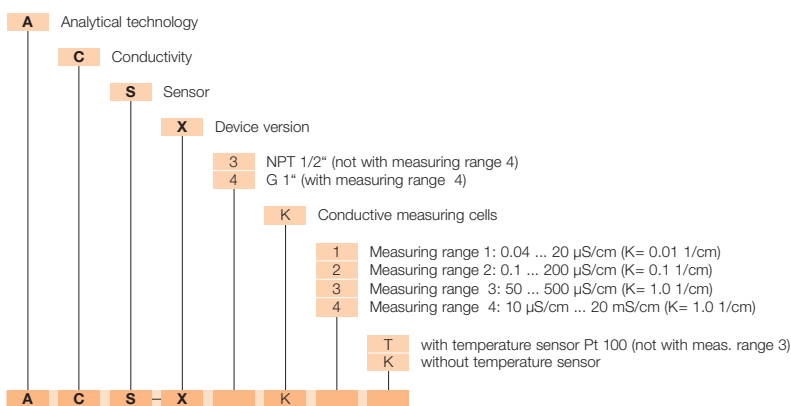 A Analytical technology
C Conductivity
S Sensor
X Device version
3 NPT 1/2“ (not with measuring range 4)
4 G 1“ (with measuring range 4)
K Conductive measuring cells
1 Measuring range 1: 0.04 ... 20 µS/cm (K= 0.01 1/cm)
2 Measuring range 2: 0.1 ... 200 µS/cm (K= 0.1 1/cm)
3 Measuring range 3: 50 ... 500 µS/cm (K= 1.0 1/cm)
4 Measuring range 4: 10 µS/cm ... 20 mS/cm (K= 1.0 1/cm)
T with temperature sensor Pt 100 (not with meas. range 3)
K without temperature sensor
A C S – X K